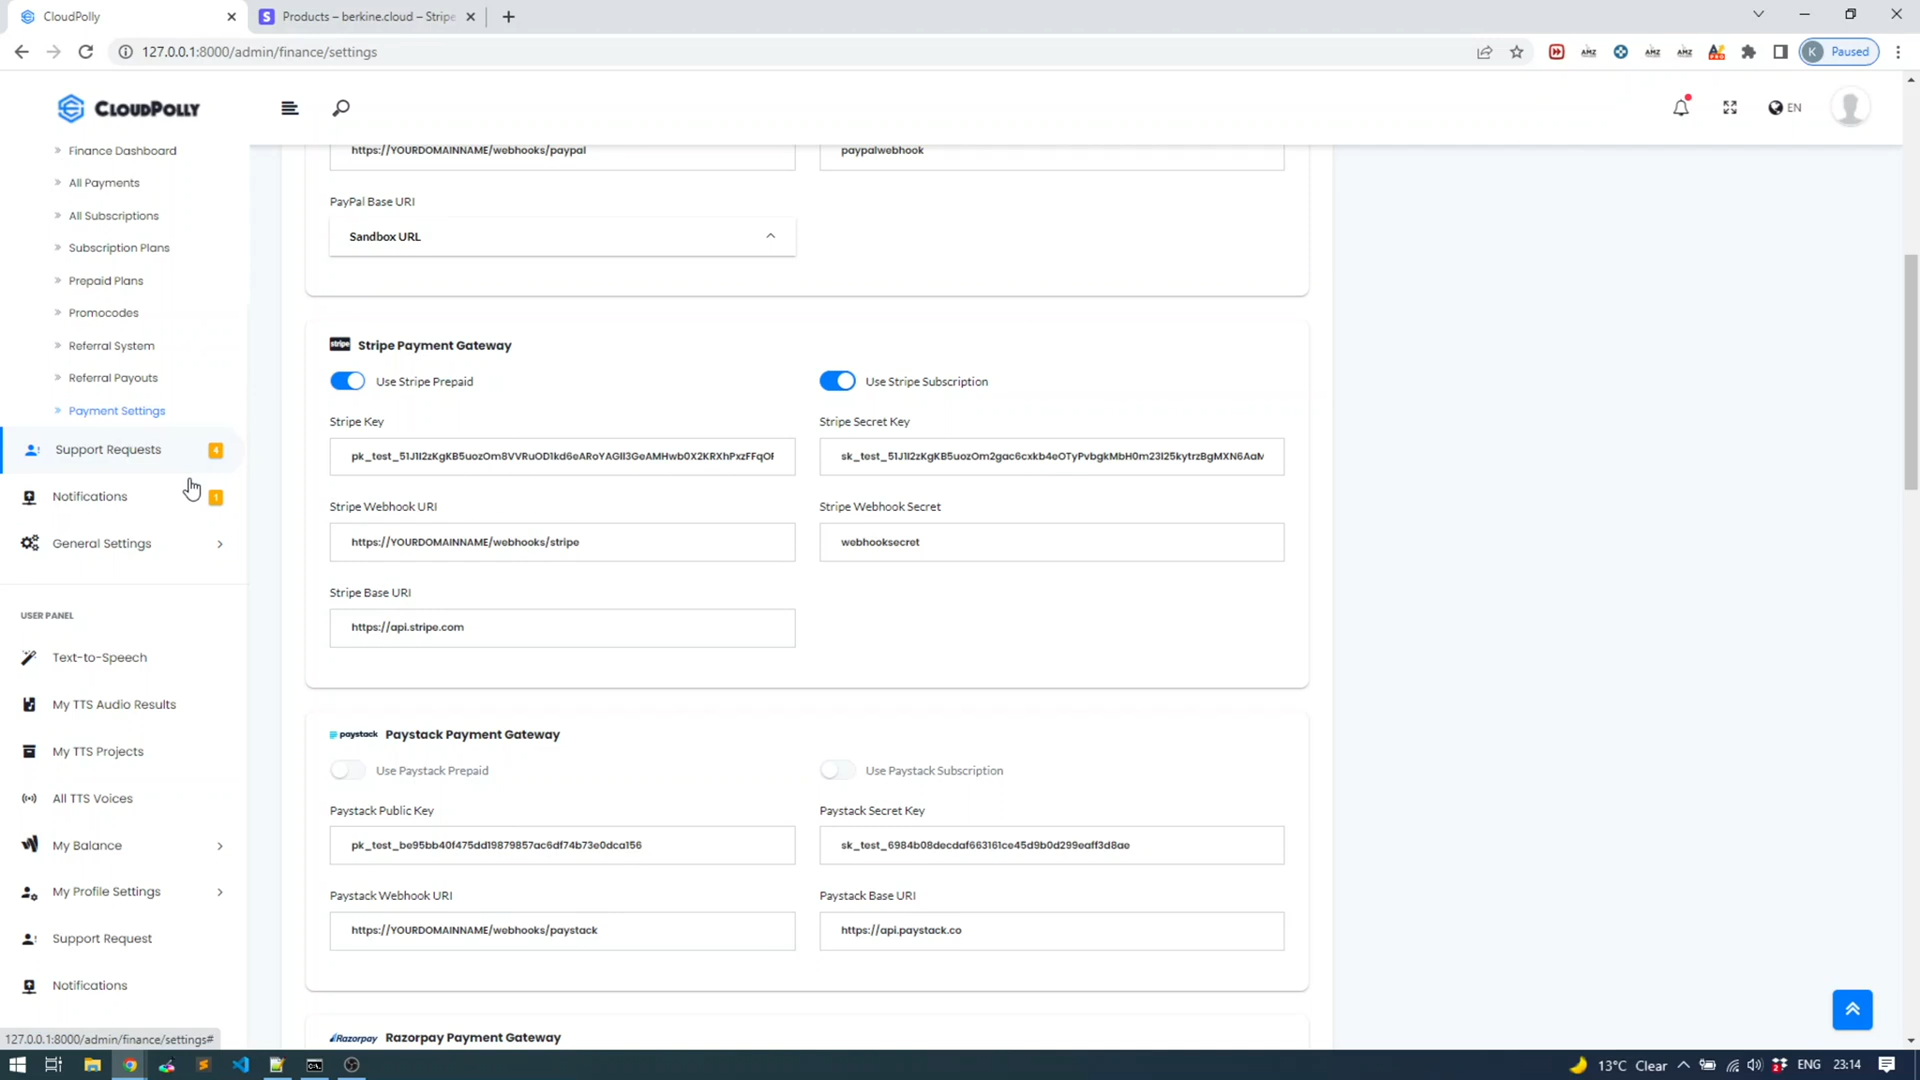 CloudPolly
Products – berkine.cloud – Stripe
127.0.0.1:8000/admin/finance/settings
K Paused
CLOUDPOLLY
EN
Finance Dashboard
All Payments
All Subscriptions
Subscription Plans
Prepaid Plans
Promocodes
Referral System
Referral Payouts
Payment Settings
Support Requests 4
Notifications 1
General Settings
USER PANEL
Text-to-Speech
My TTS Audio Results
My TTS Projects
All TTS Voices
My Balance
My Profile Settings
Support Request
Notifications
127.0.0.1:8000/admin/finance/settings#
https://YOURDOMAINNAME/webhooks/paypal
paypalwebhook
PayPal Base URI
Sandbox URL
stripe Stripe Payment Gateway
Use Stripe Prepaid
Use Stripe Subscription
Stripe Key
Stripe Secret Key
Stripe Webhook URI
Stripe Webhook Secret
https://YOURDOMAINNAME/webhooks/stripe
webhooksecret
Stripe Base URI
https://api.stripe.com
paystack Paystack Payment Gateway
Use Paystack Prepaid
Use Paystack Subscription
Paystack Public Key
Paystack Secret Key
Paystack Webhook URI
Paystack Base URI
https://YOURDOMAINNAME/webhooks/paystack
https://api.paystack.co
Razorpay Razorpay Payment Gateway
13°C Clear
ENG
23:14